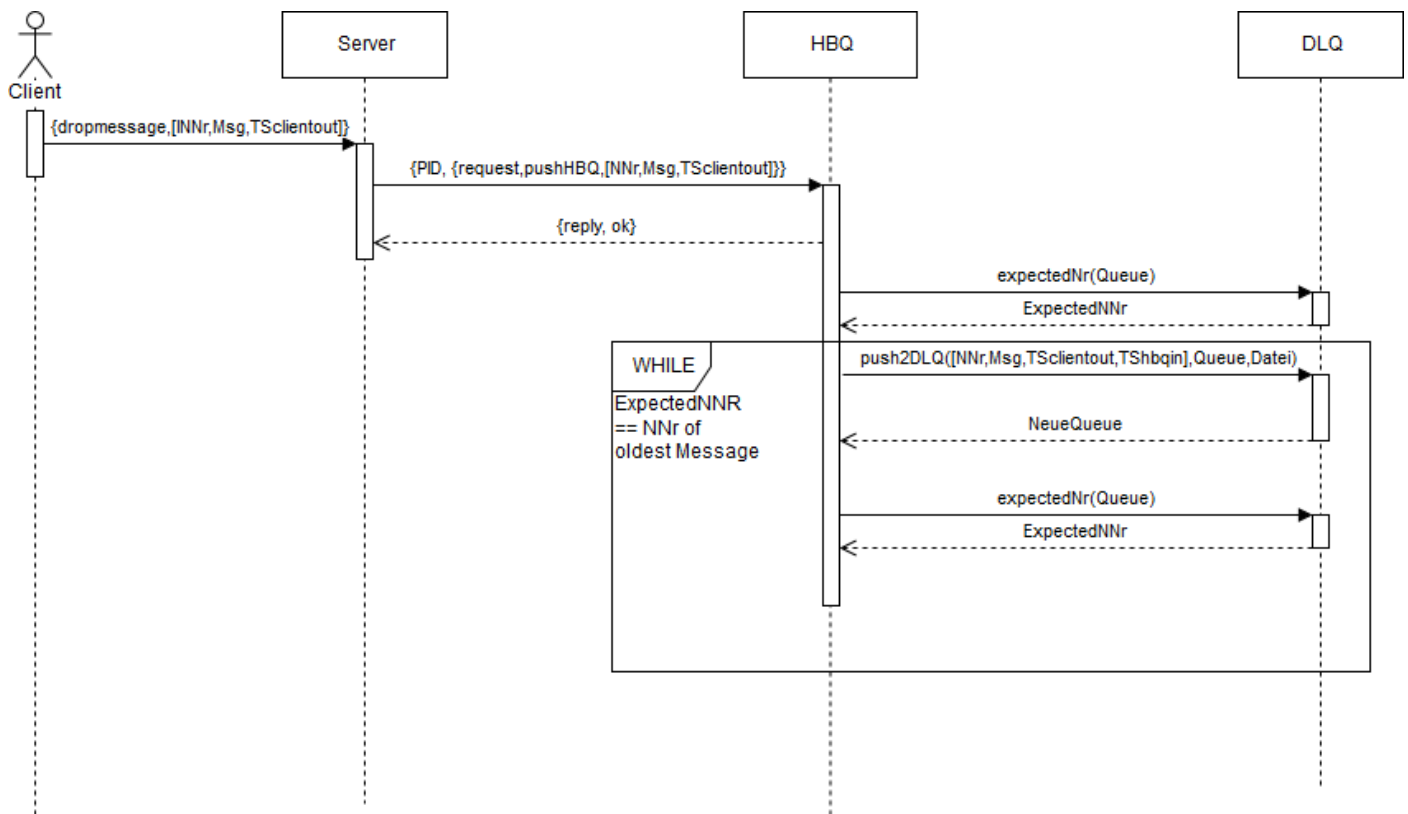 Server
HBQ
DLQ
Client
{dropmessage,[INNr,Msg,TSclientout]}
{PID, {request,pushHBQ,[NNr,Msg,TSclientout]}}
{reply, ok}
expectedNr(Queue)
ExpectedNNr
WHILE
push2DLQ([NNr,Msg,TSclientout,TShbqin],Queue,Datei)
ExpectedNNR
== NNr of
oldest Message
NeueQueue
expectedNr(Queue)
ExpectedNNr